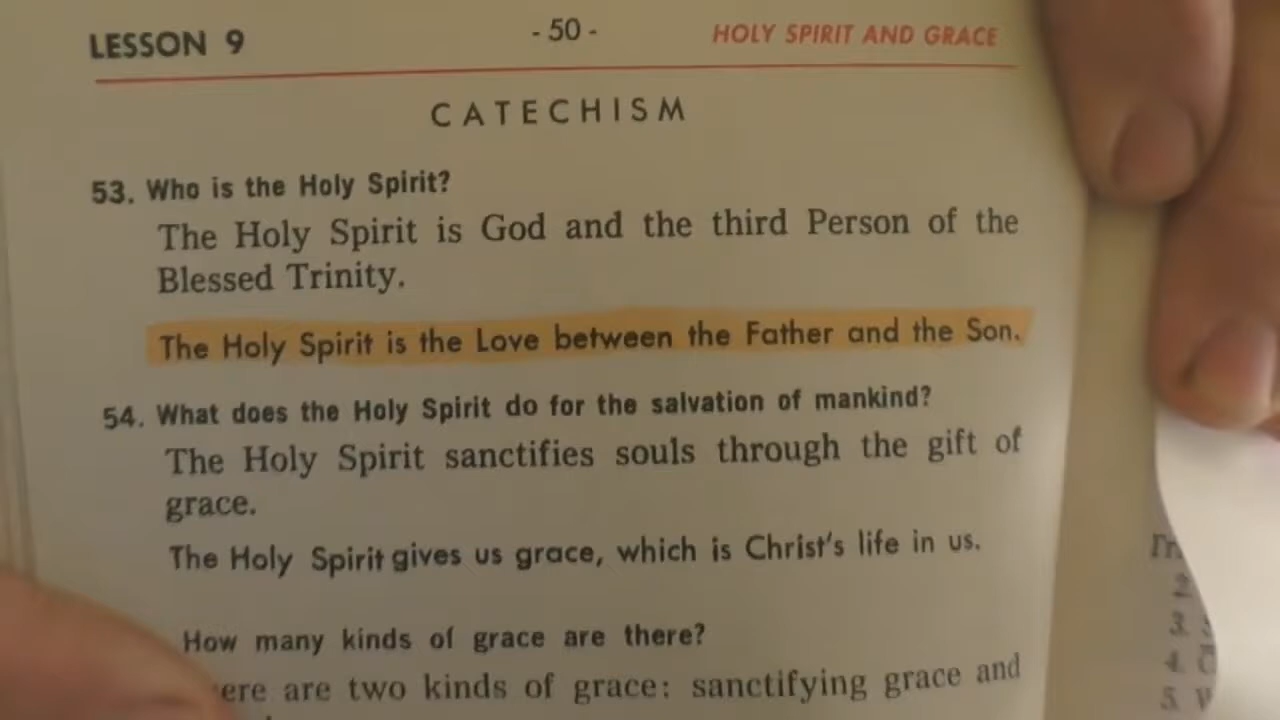 LESSON 9 - 50 - HOLY SPIRIT AND GRACE
CATECHISM
53. Who is the Holy Spirit?
The Holy Spirit is God and the third Person of the
Blessed Trinity.
The Holy Spirit is the Love between the Father and the Son.
54. What does the Holy Spirit do for the salvation of mankind?
The Holy Spirit sanctifies souls through the gift of
grace.
The Holy Spirit gives us grace, which is Christ's life in us.
How many kinds of grace are there?
ere are two kinds of grace: sanctifying grace and
2.
3.
4.
5.